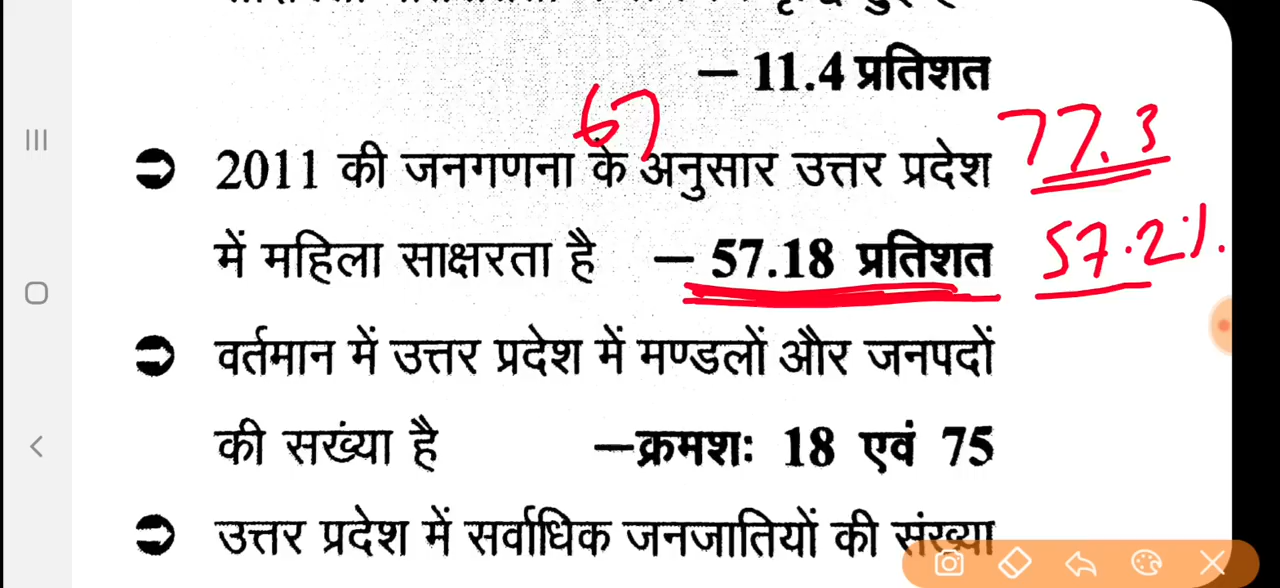 – 11.4 प्रतिशत
67
➲ 2011 की जनगणना के अनुसार उत्तर प्रदेश 77.3
में महिला साक्षरता है – 57.18 प्रतिशत 57.2%.
➲ वर्तमान में उत्तर प्रदेश में मण्डलों और जनपदों
की सख्ंया है –क्रमशः 18 एवं 75
➲ उत्तर प्रदेश में सर्वाधिक जनजातियों की संख्या